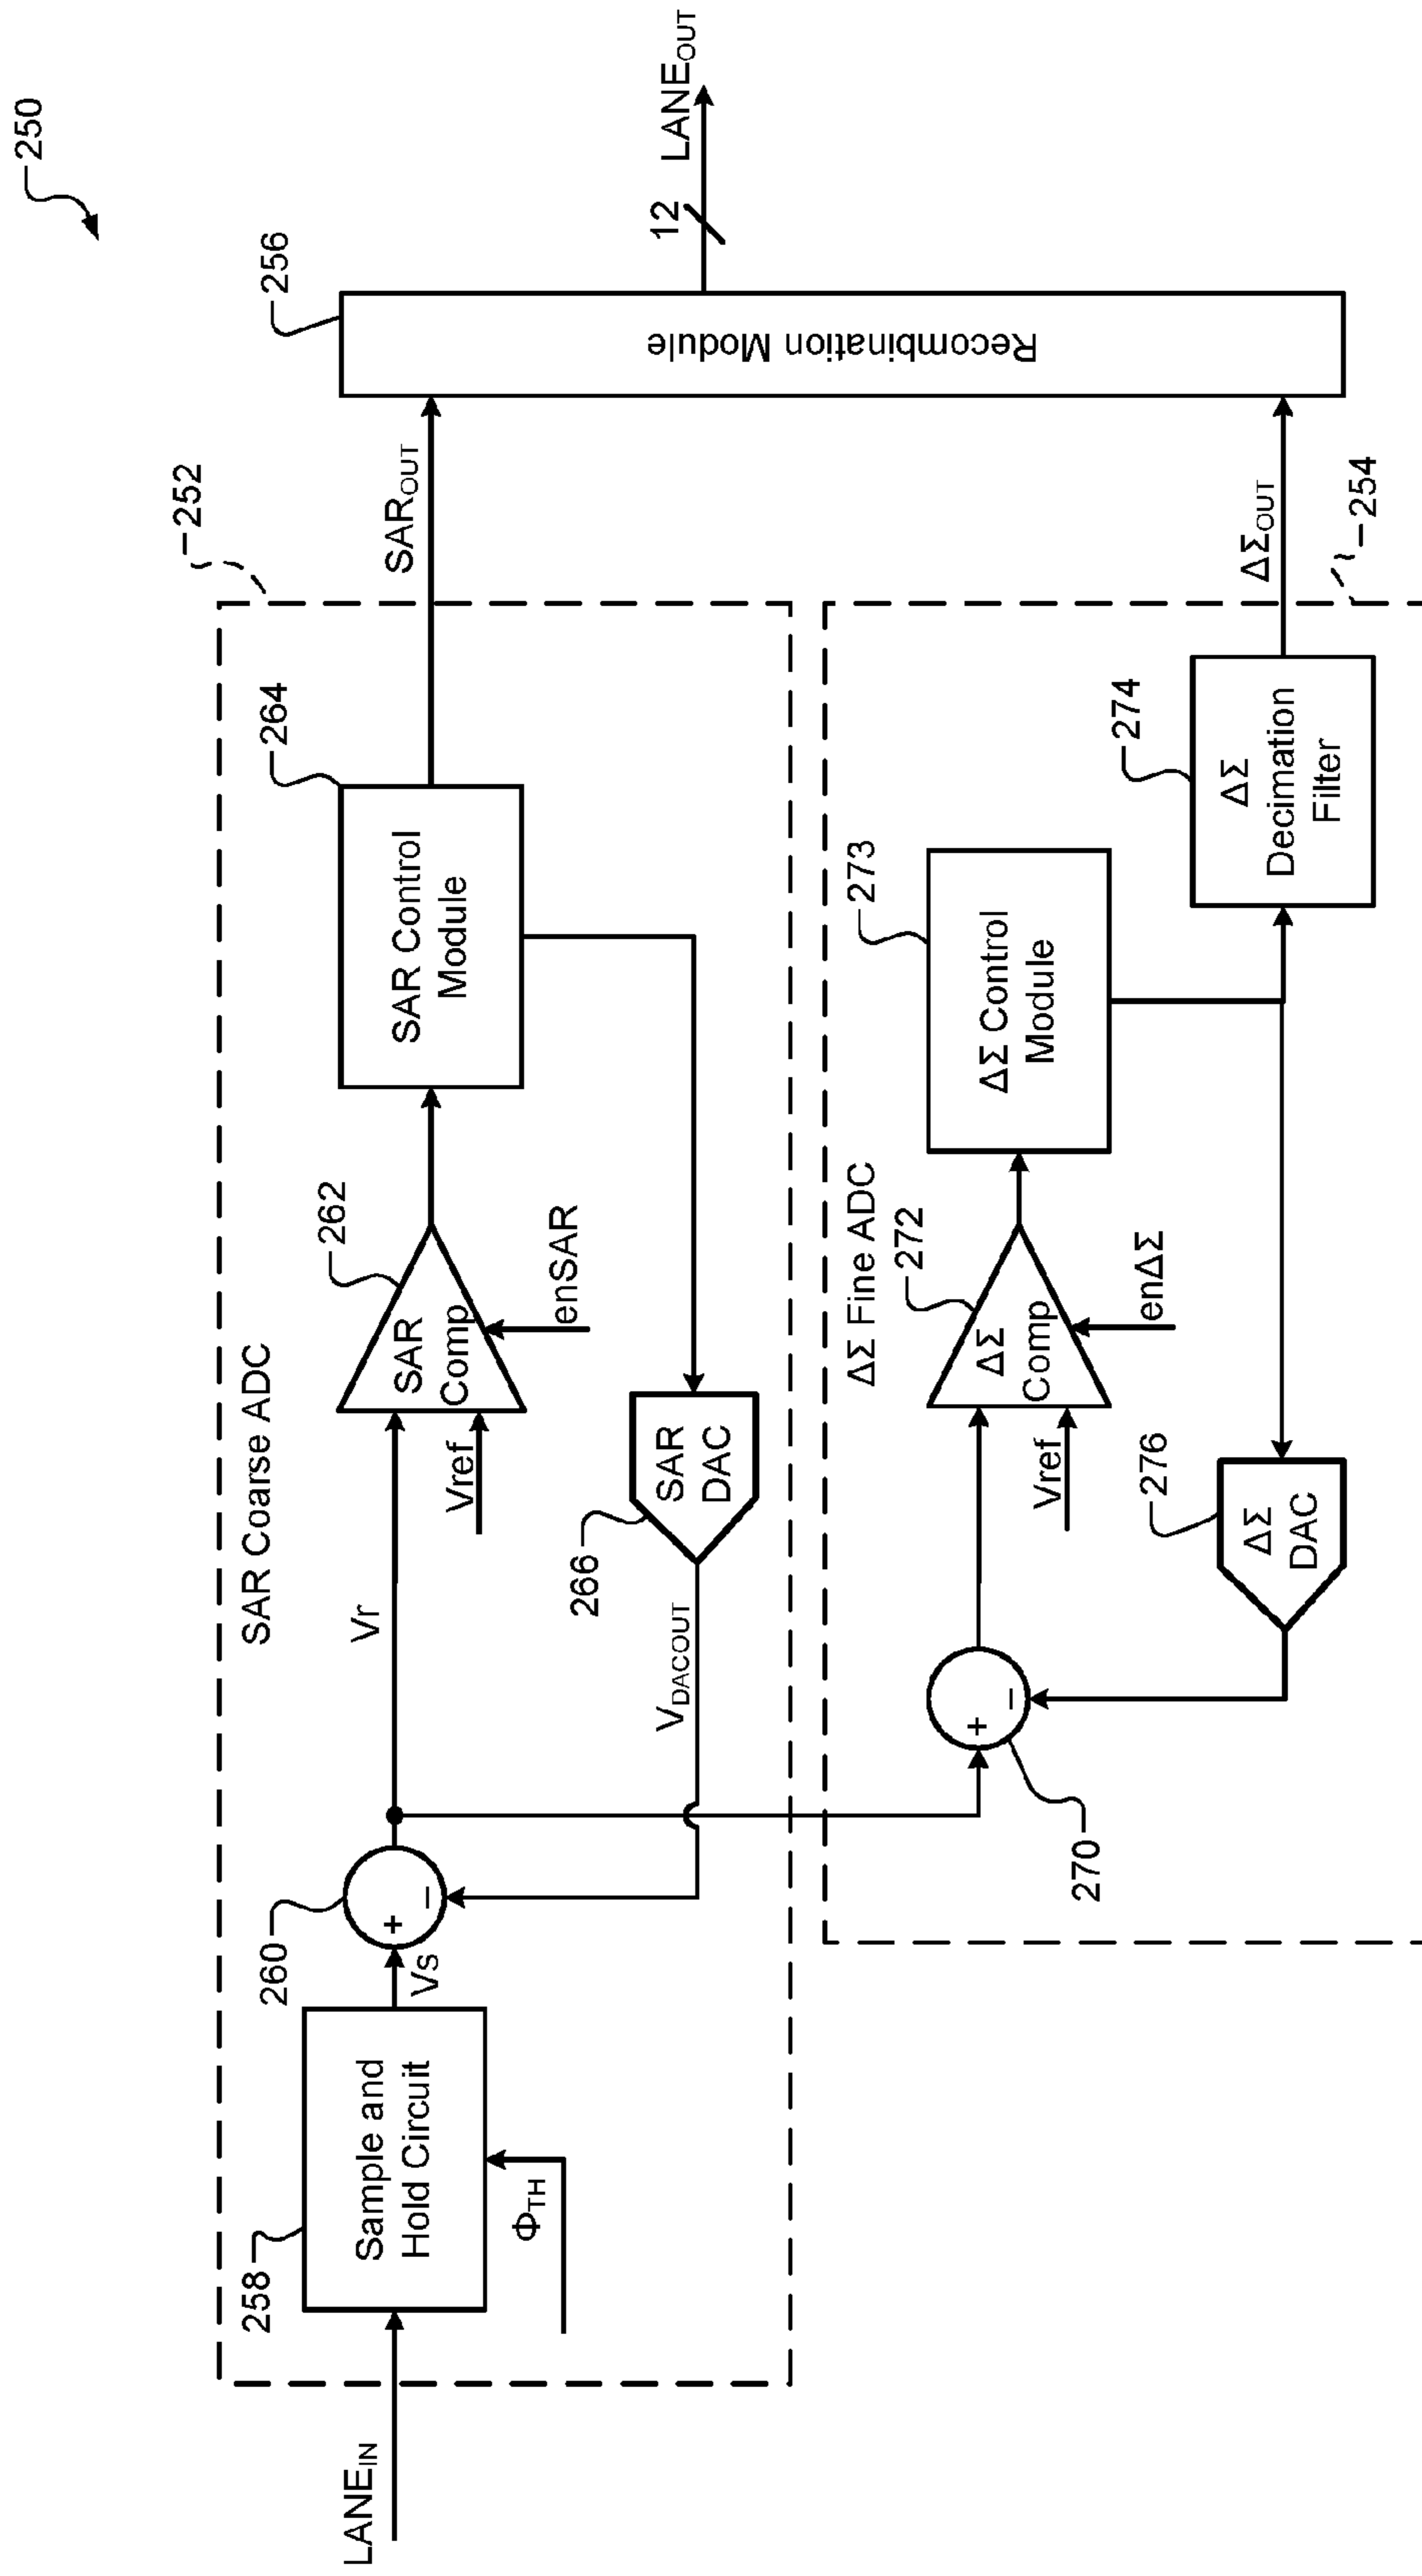 250
252
SAR Coarse ADC
LANE_IN
258
Sample and
Hold Circuit
Φ_TH
Vs
260
+
−
Vr
Vref
262
SAR
Comp
enSAR
264
SAR Control
Module
SAR_OUT
266
SAR
DAC
V_DACOUT
256
Recombination Module
12
LANE_OUT
254
ΔΣ Fine ADC
270
+
−
Vref
272
ΔΣ
Comp
enΔΣ
273
ΔΣ Control
Module
274
ΔΣ
Decimation
Filter
ΔΣ_OUT
276
ΔΣ
DAC